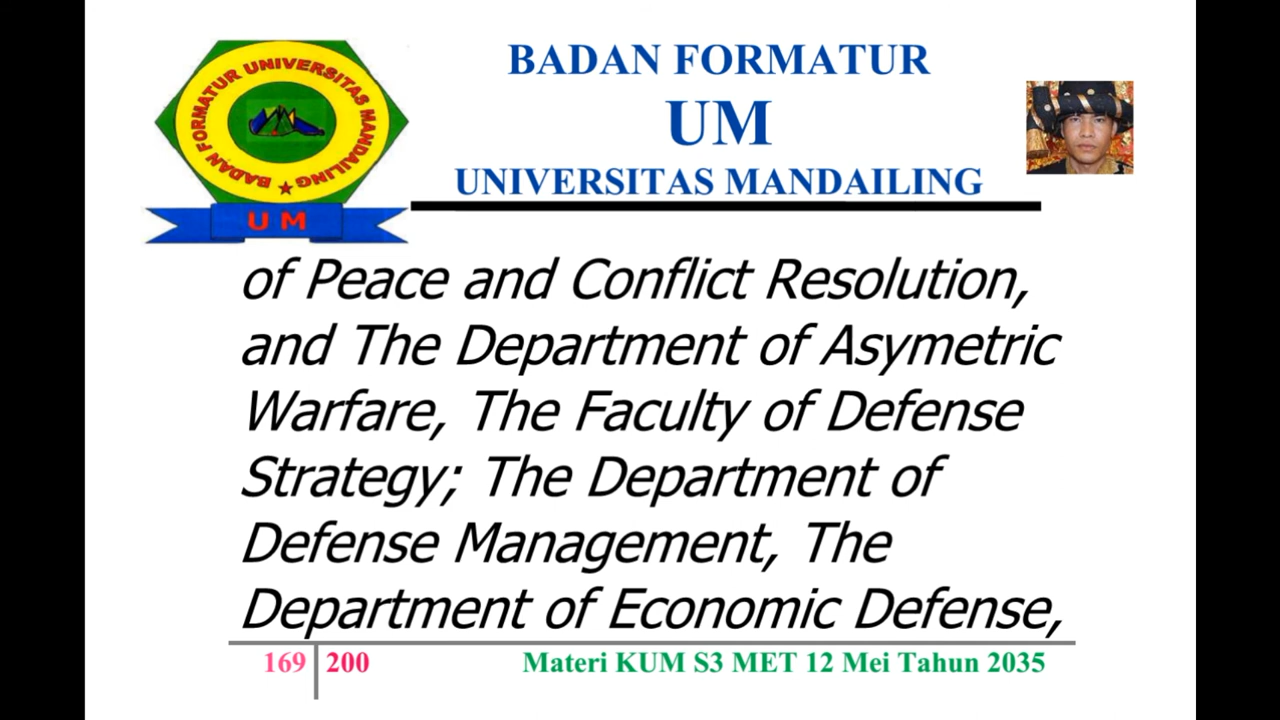 BADAN FORMATUR UNIVERSITAS MANDAILING
UM
BADAN FORMATUR
UM
UNIVERSITAS MANDAILING
of Peace and Conflict Resolution,
and The Department of Asymetric
Warfare, The Faculty of Defense
Strategy; The Department of
Defense Management, The
Department of Economic Defense,
169 200 Materi KUM S3 MET 12 Mei Tahun 2035